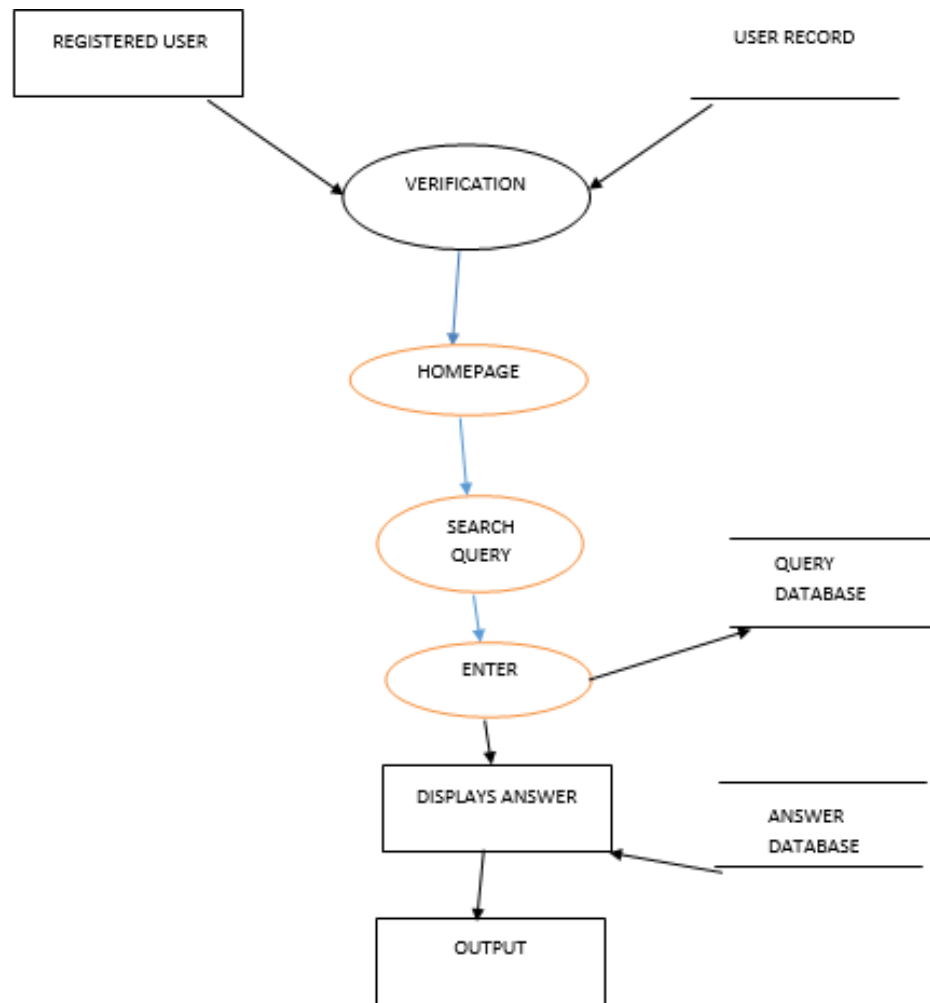 REGISTERED USER
USER RECORD
VERIFICATION
HOMEPAGE
SEARCH
QUERY
QUERY
DATABASE
ENTER
DISPLAYS ANSWER
ANSWER
DATABASE
OUTPUT